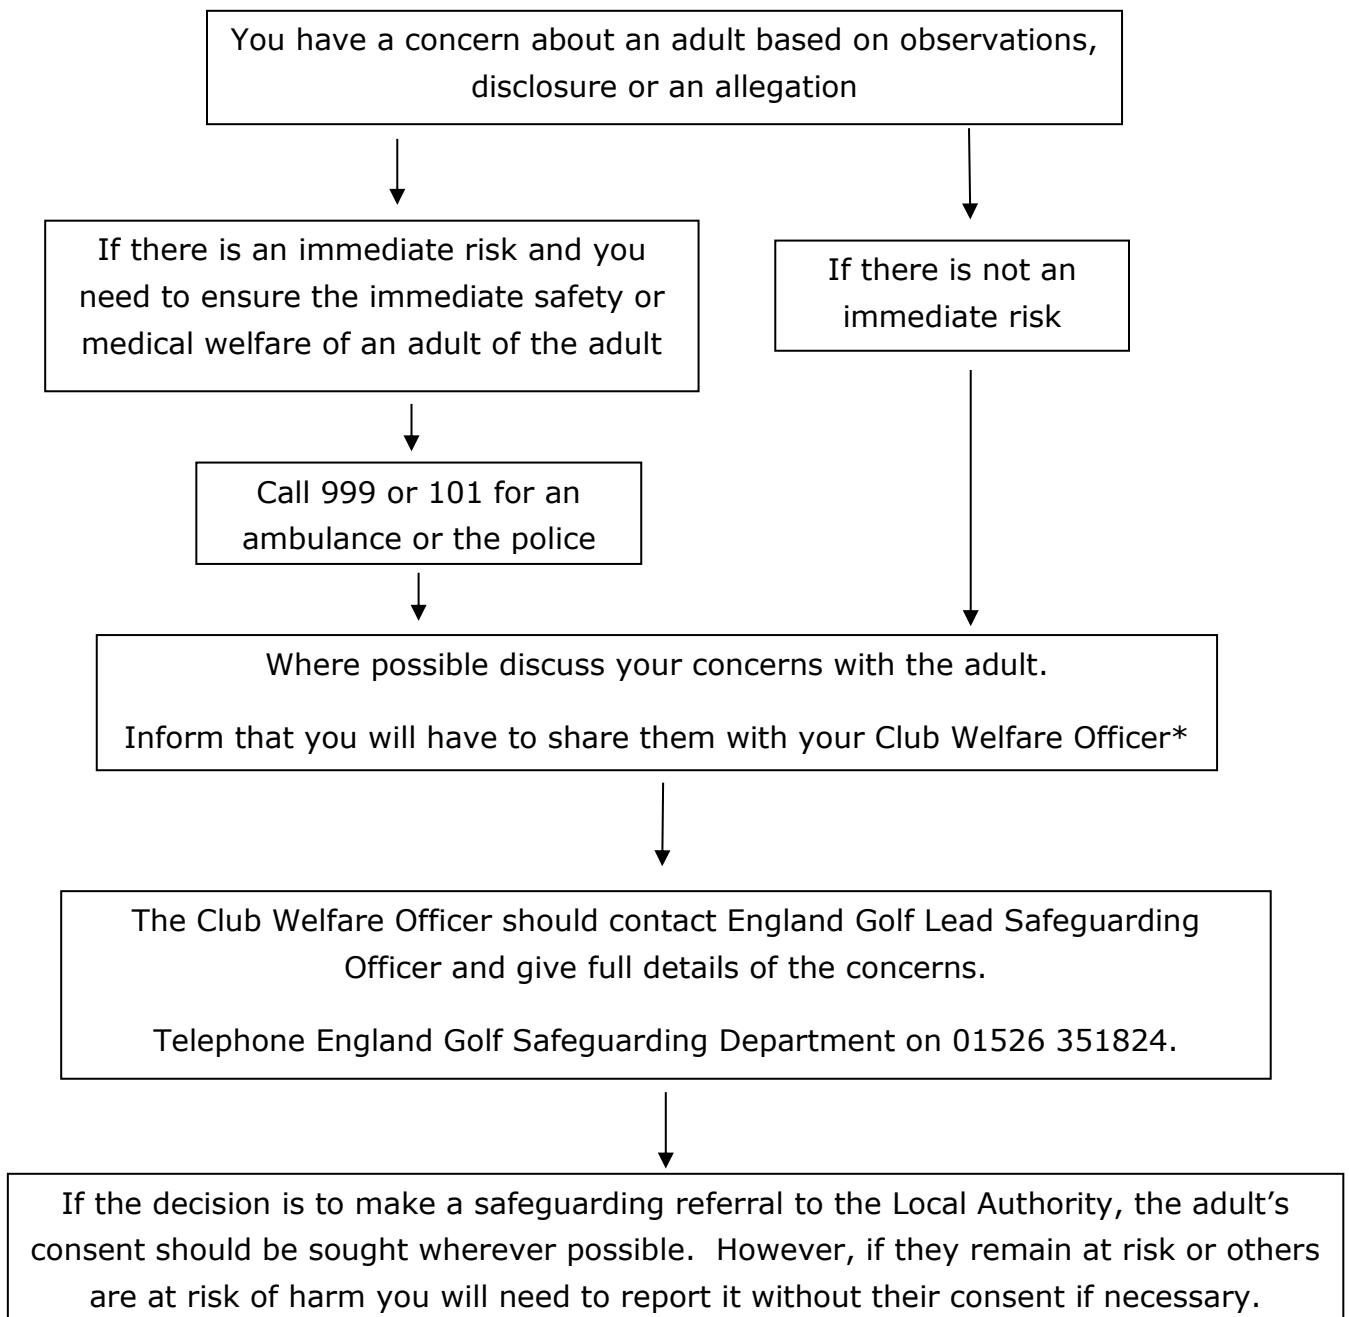 You have a concern about an adult based on observations,
disclosure or an allegation
If there is an immediate risk and you
need to ensure the immediate safety or
medical welfare of an adult of the adult
If there is not an
immediate risk
Call 999 or 101 for an
ambulance or the police
Where possible discuss your concerns with the adult.
Inform that you will have to share them with your Club Welfare Officer*
The Club Welfare Officer should contact England Golf Lead Safeguarding
Officer and give full details of the concerns.
Telephone England Golf Safeguarding Department on 01526 351824.
If the decision is to make a safeguarding referral to the Local Authority, the adult’s
consent should be sought wherever possible.  However, if they remain at risk or others
are at risk of harm you will need to report it without their consent if necessary.